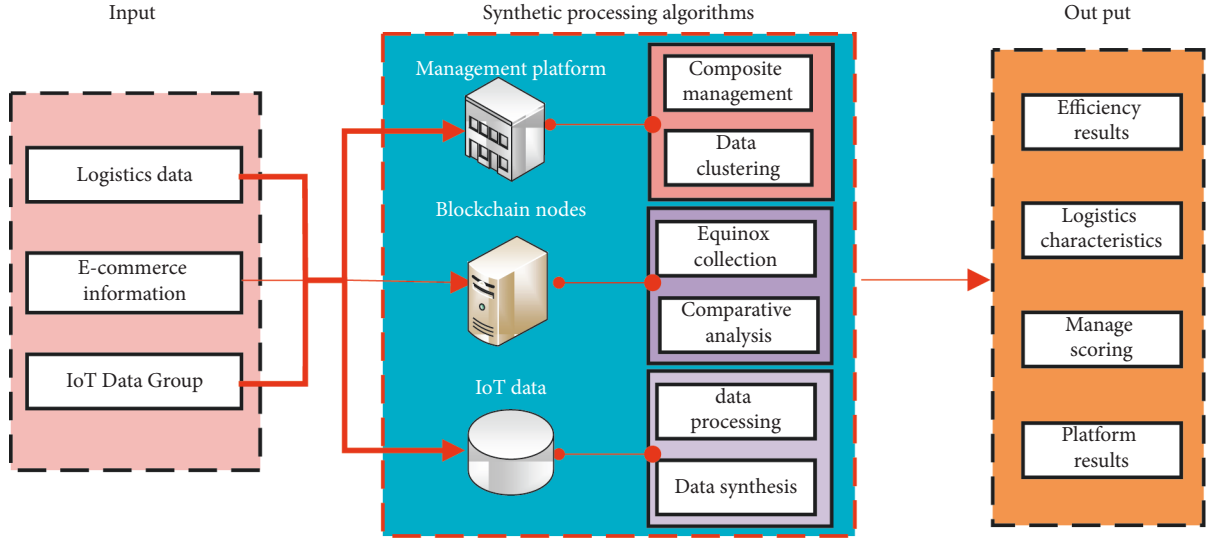 Input
Synthetic processing algorithms
Out put
Logistics data
E-commerce
information
IoT Data Group
Management platform
Composite
management
Data
clustering
Blockchain nodes
Equinox
collection
Comparative
analysis
IoT data
data
processing
Data synthesis
Efficiency
results
Logistics
characteristics
Manage
scoring
Platform
results